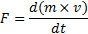 F = d(m × v) / dt